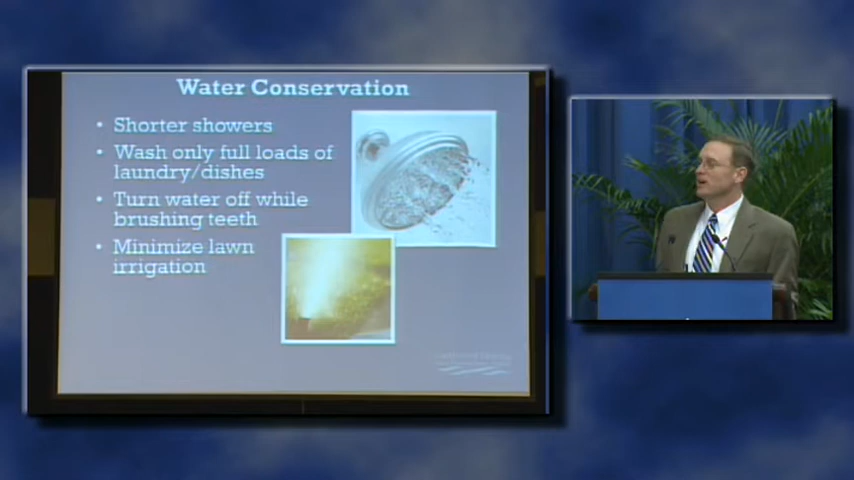 Water Conservation
• Shorter showers
• Wash only full loads of
laundry/dishes
• Turn water off while
brushing teeth
• Minimize lawn
irrigation